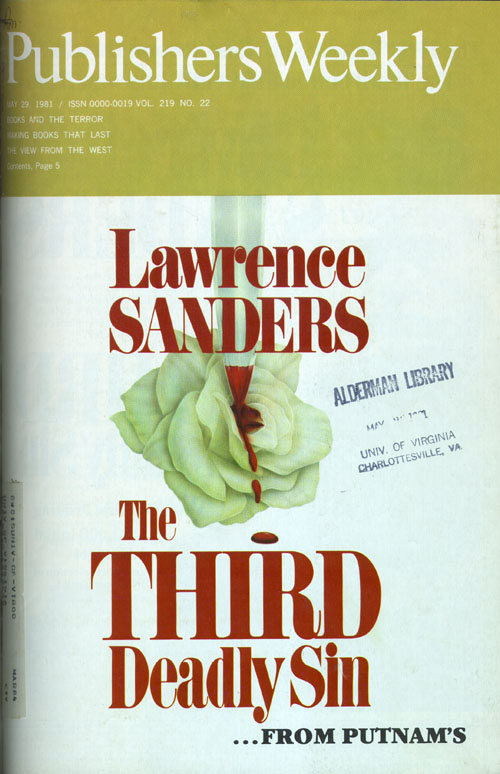 Publishers Weekly
MAY 29, 1981 / ISSN 0000-0019 VOL. 219 NO. 22
BOOKS AND THE TERROR
MAKING BOOKS THAT LAST
THE VIEW FROM THE WEST
Contents, Page 5
Lawrence
SANDERS
ALDERMAN LIBRARY
MAY
UNIV. OF VIRGINIA
CHARLOTTESVILLE, VA.
The
THIRD
Deadly Sin
...FROM PUTNAM'S